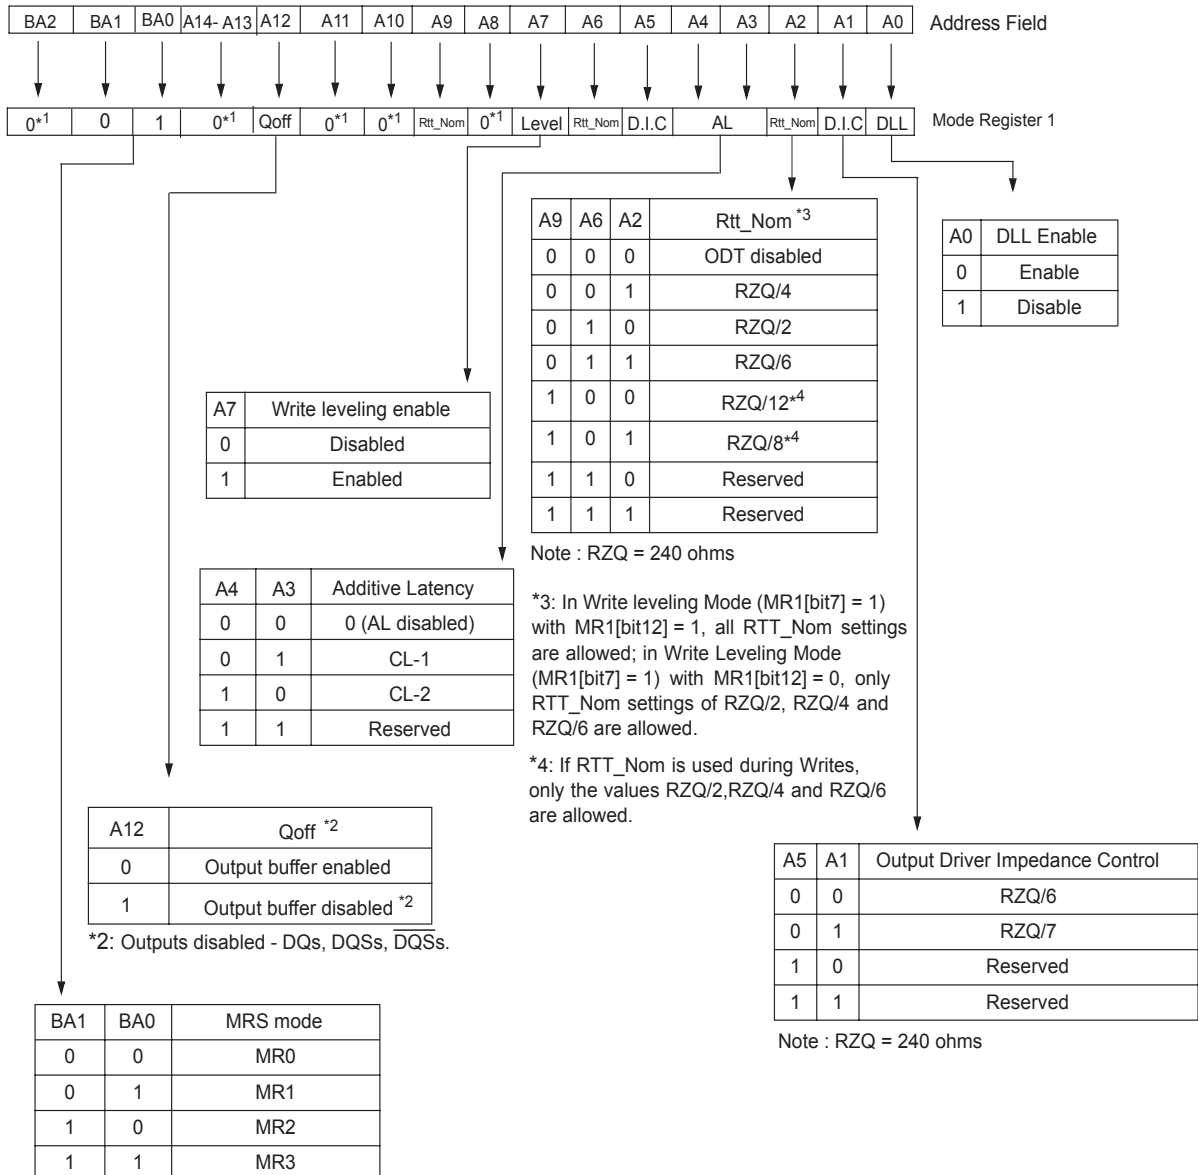 BA2 BA1 BA0 A14- A13 A12 A11 A10 A9 A8 A7 A6 A5 A4 A3 A2 A1 A0 Address Field
0*1 0 1 0*1 Qoff 0*1 0*1 Rtt_Nom 0*1 Level Rtt_Nom D.I.C AL Rtt_Nom D.I.C DLL Mode Register 1
A9 A6 A2 Rtt_Nom *3
0 0 0 ODT disabled
0 0 1 RZQ/4
0 1 0 RZQ/2
0 1 1 RZQ/6
1 0 0 RZQ/12*4
1 0 1 RZQ/8*4
1 1 0 Reserved
1 1 1 Reserved
Note : RZQ = 240 ohms
A0 DLL Enable
0 Enable
1 Disable
A7 Write leveling enable
0 Disabled
1 Enabled
*3: In Write leveling Mode (MR1[bit7] = 1)
with MR1[bit12] = 1, all RTT_Nom settings
are allowed; in Write Leveling Mode
(MR1[bit7] = 1) with MR1[bit12] = 0, only
RTT_Nom settings of RZQ/2, RZQ/4 and
RZQ/6 are allowed.
*4: If RTT_Nom is used during Writes,
only the values RZQ/2,RZQ/4 and RZQ/6
are allowed.
A4 A3 Additive Latency
0 0 0 (AL disabled)
0 1 CL-1
1 0 CL-2
1 1 Reserved
A12 Qoff *2
0 Output buffer enabled
1 Output buffer disabled *2
*2: Outputs disabled - DQs, DQSs, D̅Q̅S̅s.
A5 A1 Output Driver Impedance Control
0 0 RZQ/6
0 1 RZQ/7
1 0 Reserved
1 1 Reserved
Note : RZQ = 240 ohms
BA1 BA0 MRS mode
0 0 MR0
0 1 MR1
1 0 MR2
1 1 MR3